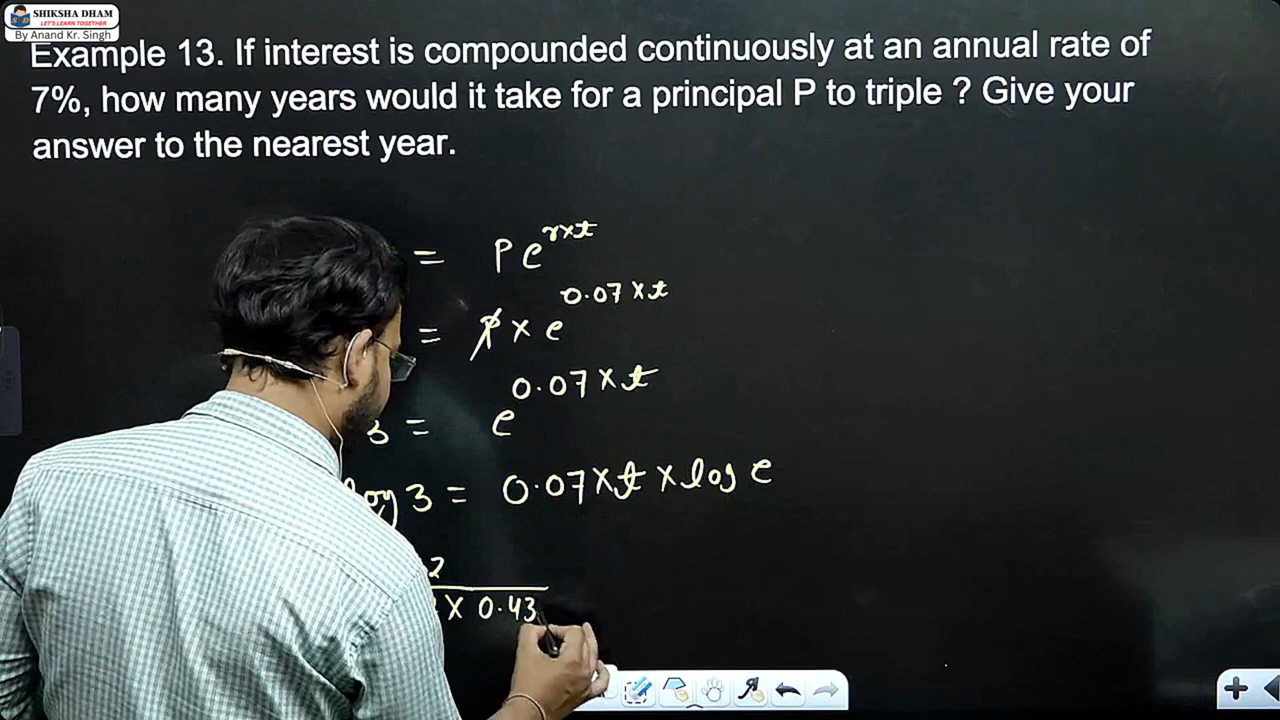 SHIKSHA DHAM
LET'S LEARN TOGETHER
By Anand Kr. Singh
Example 13. If interest is compounded continuously at an annual rate of
7%, how many years would it take for a principal P to triple ? Give your
answer to the nearest year.
= P e^{r×t}
= P × e^{0.07×t}
3 = e^{0.07×t}
log 3 = 0.07×t × log e
2
× 0.43